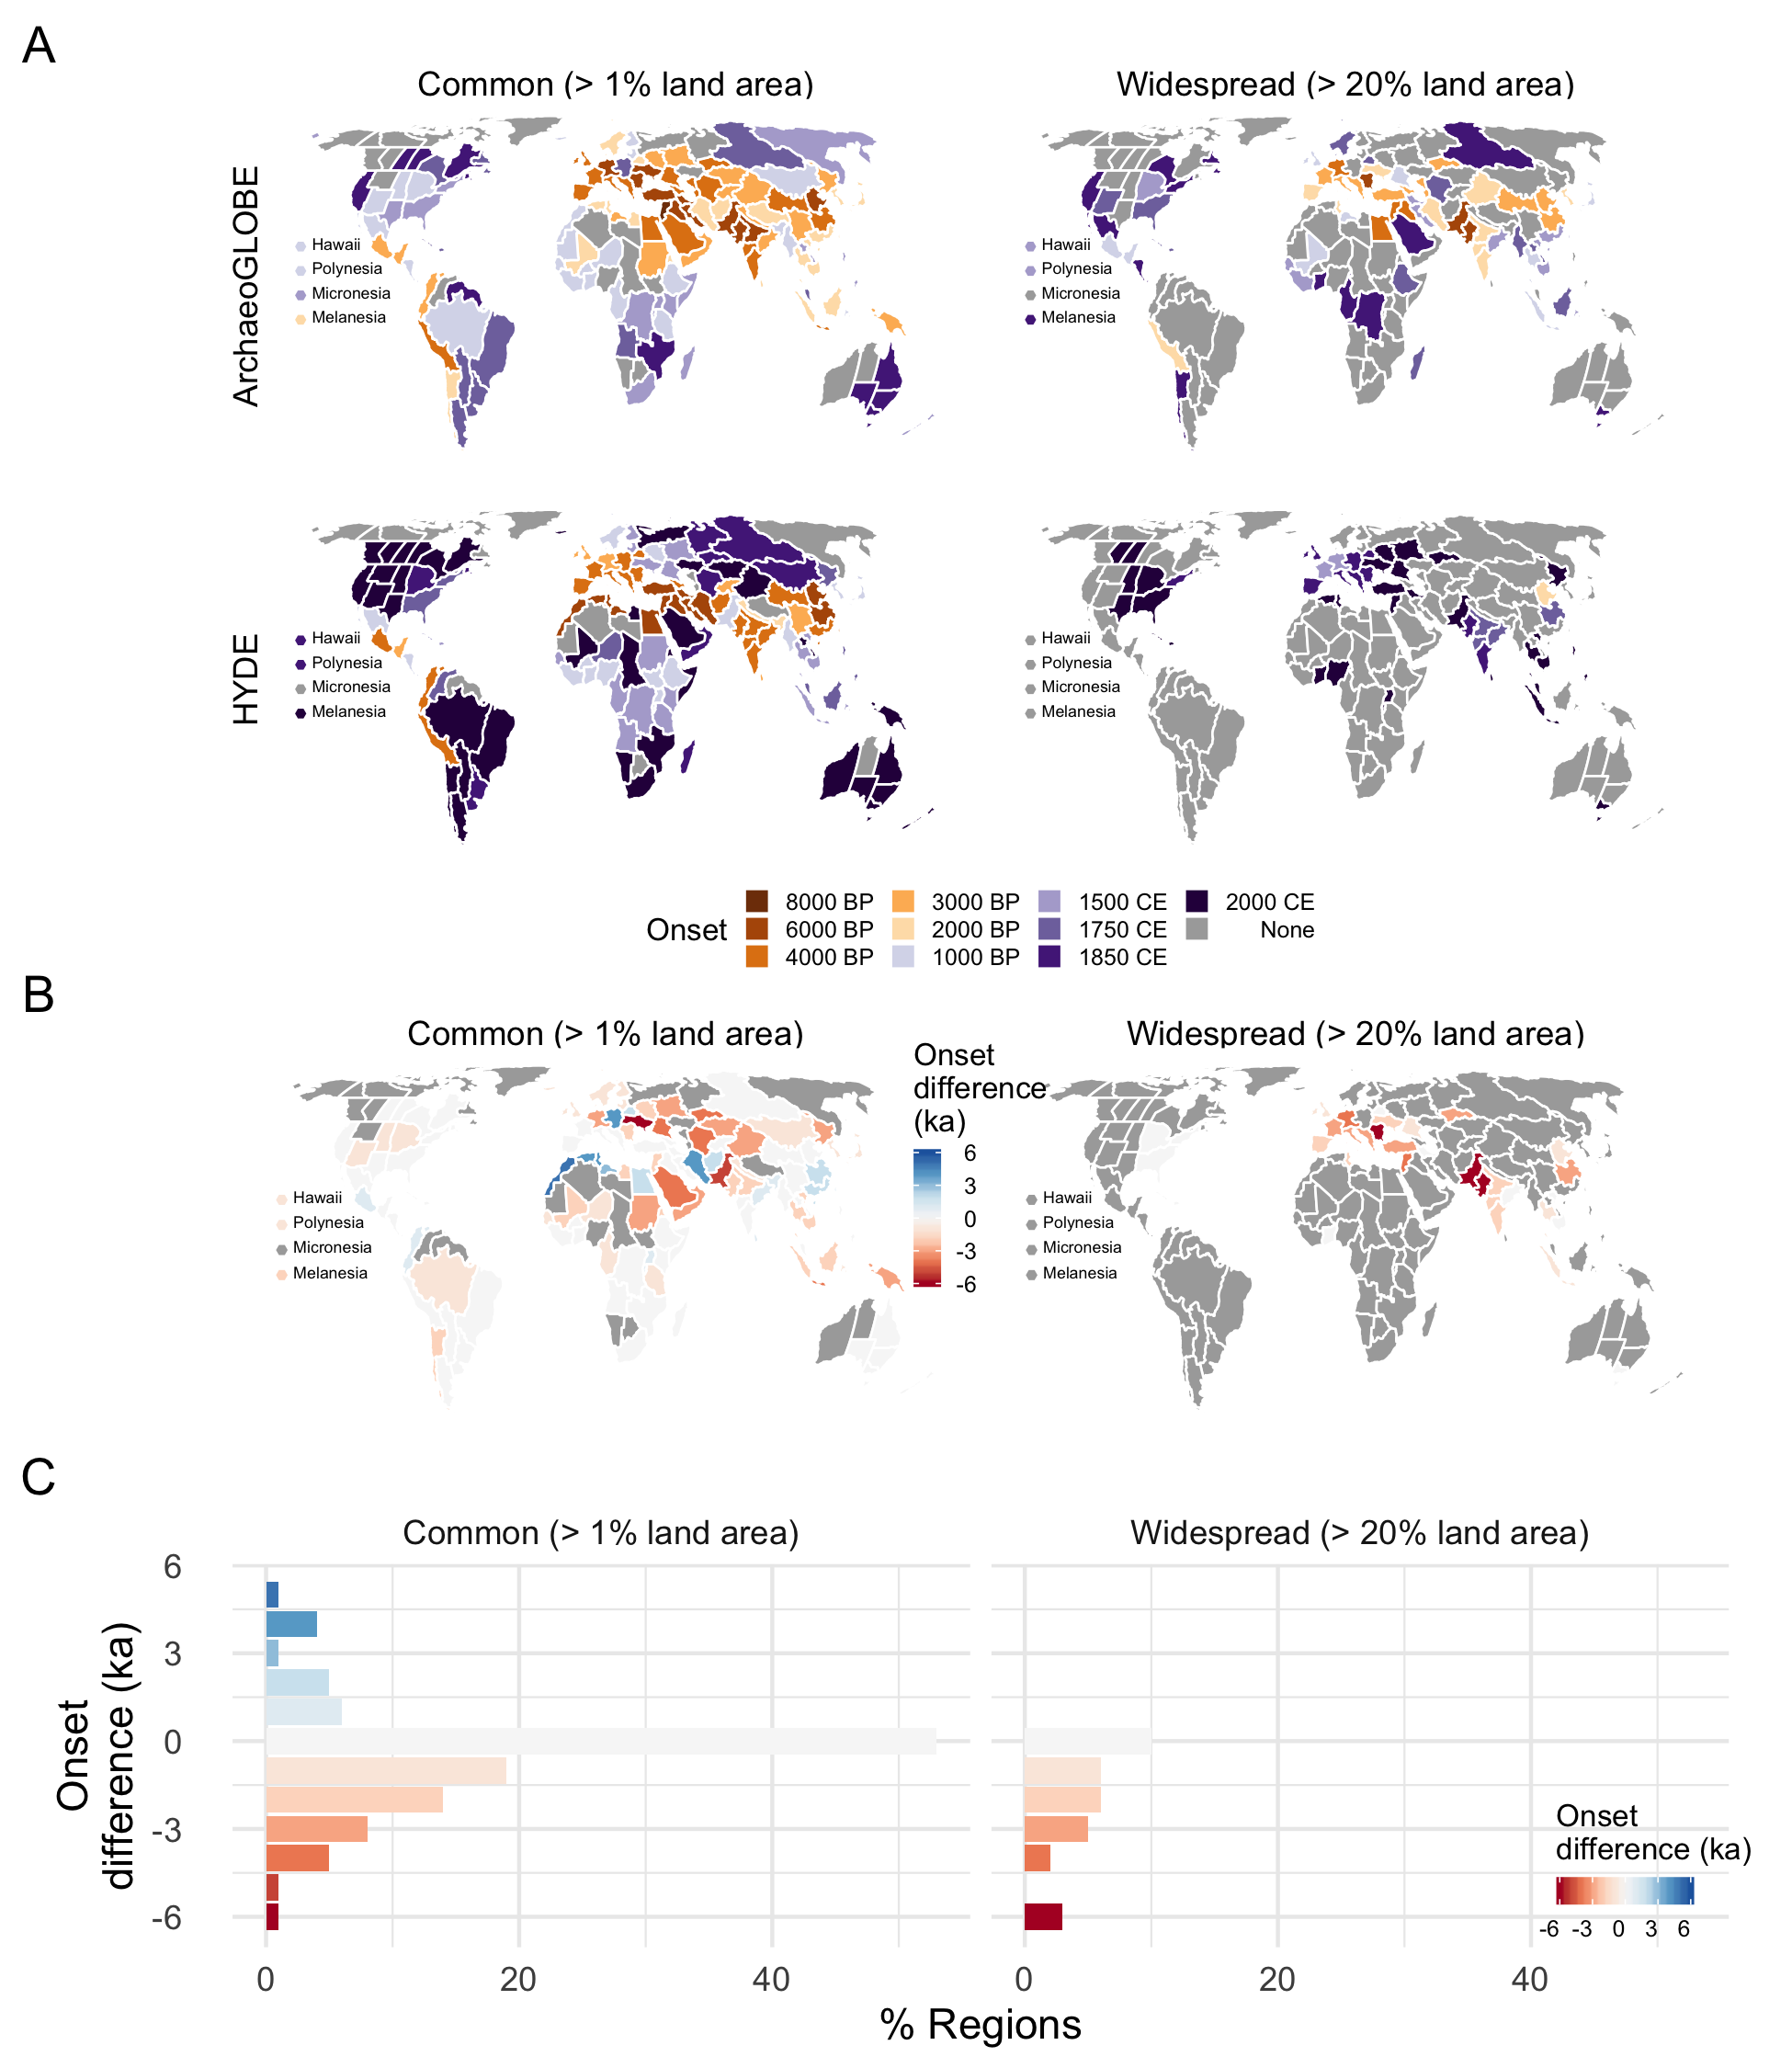 A
Common (> 1% land area)
Widespread (> 20% land area)
ArchaeoGLOBE
Hawaii
Polynesia
Micronesia
Melanesia
Hawaii
Polynesia
Micronesia
Melanesia
HYDE
Hawaii
Polynesia
Micronesia
Melanesia
Hawaii
Polynesia
Micronesia
Melanesia
Onset
8000 BP
6000 BP
4000 BP
3000 BP
2000 BP
1000 BP
1500 CE
1750 CE
1850 CE
2000 CE
None
B
Common (> 1% land area)
Widespread (> 20% land area)
Hawaii
Polynesia
Micronesia
Melanesia
Onset
difference
(ka)
6
3
0
-3
-6
Hawaii
Polynesia
Micronesia
Melanesia
C
Common (> 1% land area)
Widespread (> 20% land area)
Onset
difference (ka)
6
3
0
-3
-6
0
20
40
0
20
40
% Regions
Onset
difference (ka)
-6 -3 0 3 6